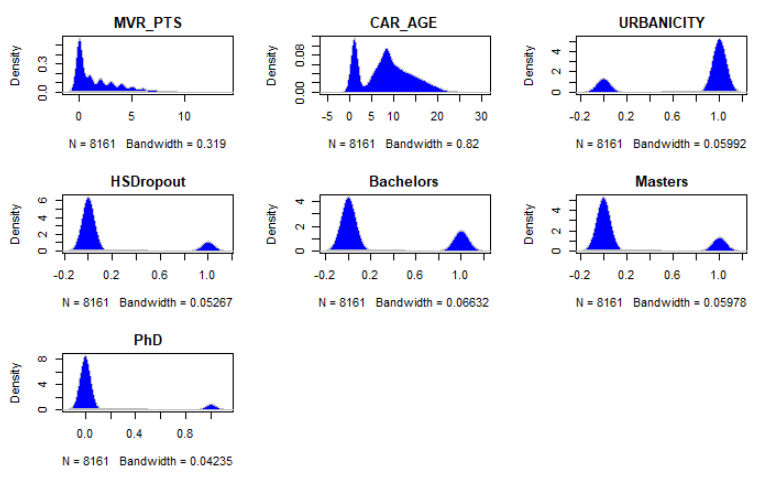 MVR_PTS
Density
0.0 0.3
0 5 10
N = 8161 Bandwidth = 0.319
CAR_AGE
Density
0.00 0.08
-5 0 5 10 20 30
N = 8161 Bandwidth = 0.82
URBANICITY
Density
0 2 4
-0.2 0.2 0.6 1.0
N = 8161 Bandwidth = 0.05992
HSDropout
Density
0 2 4 6
-0.2 0.2 0.6 1.0
N = 8161 Bandwidth = 0.05267
Bachelors
Density
0 2 4
-0.2 0.2 0.6 1.0
N = 8161 Bandwidth = 0.06632
Masters
Density
0 2 4
-0.2 0.2 0.6 1.0
N = 8161 Bandwidth = 0.05978
PhD
Density
0 4 8
0.0 0.4 0.8
N = 8161 Bandwidth = 0.04235